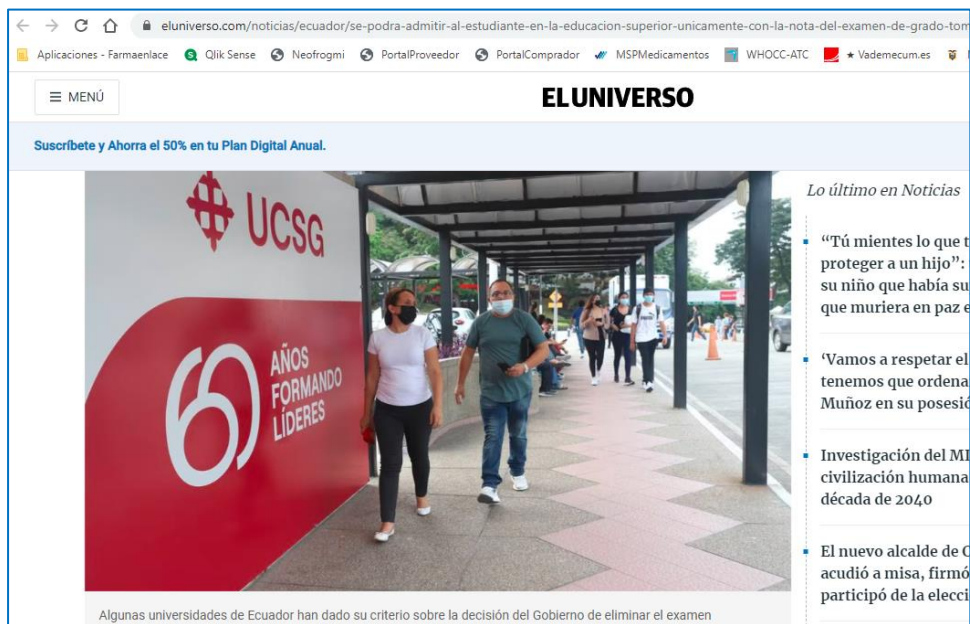 eluniverso.com/noticias/ecuador/se-podra-admitir-al-estudiante-en-la-educacion-superior-unicamente-con-la-nota-del-examen-de-grado-tom
Aplicaciones - Farmaenlace Qlik Sense Neofrogmi PortalProveedor PortalComprador MSPMedicamentos WHOCC-ATC ★ Vademecum.es
MENÚ
EL UNIVERSO
Suscríbete y Ahorra el 50% en tu Plan Digital Anual.
UCSG
60 AÑOS
FORMANDO
LÍDERES
Algunas universidades de Ecuador han dado su criterio sobre la decisión del Gobierno de eliminar el examen
Lo último en Noticias
“Tú mientes lo que t
proteger a un hijo”:
su niño que había su
que muriera en paz e
‘Vamos a respetar el
tenemos que ordena
Muñoz en su posesió
Investigación del MI
civilización humana
década de 2040
El nuevo alcalde de
acudió a misa, firmó
participó de la elecci